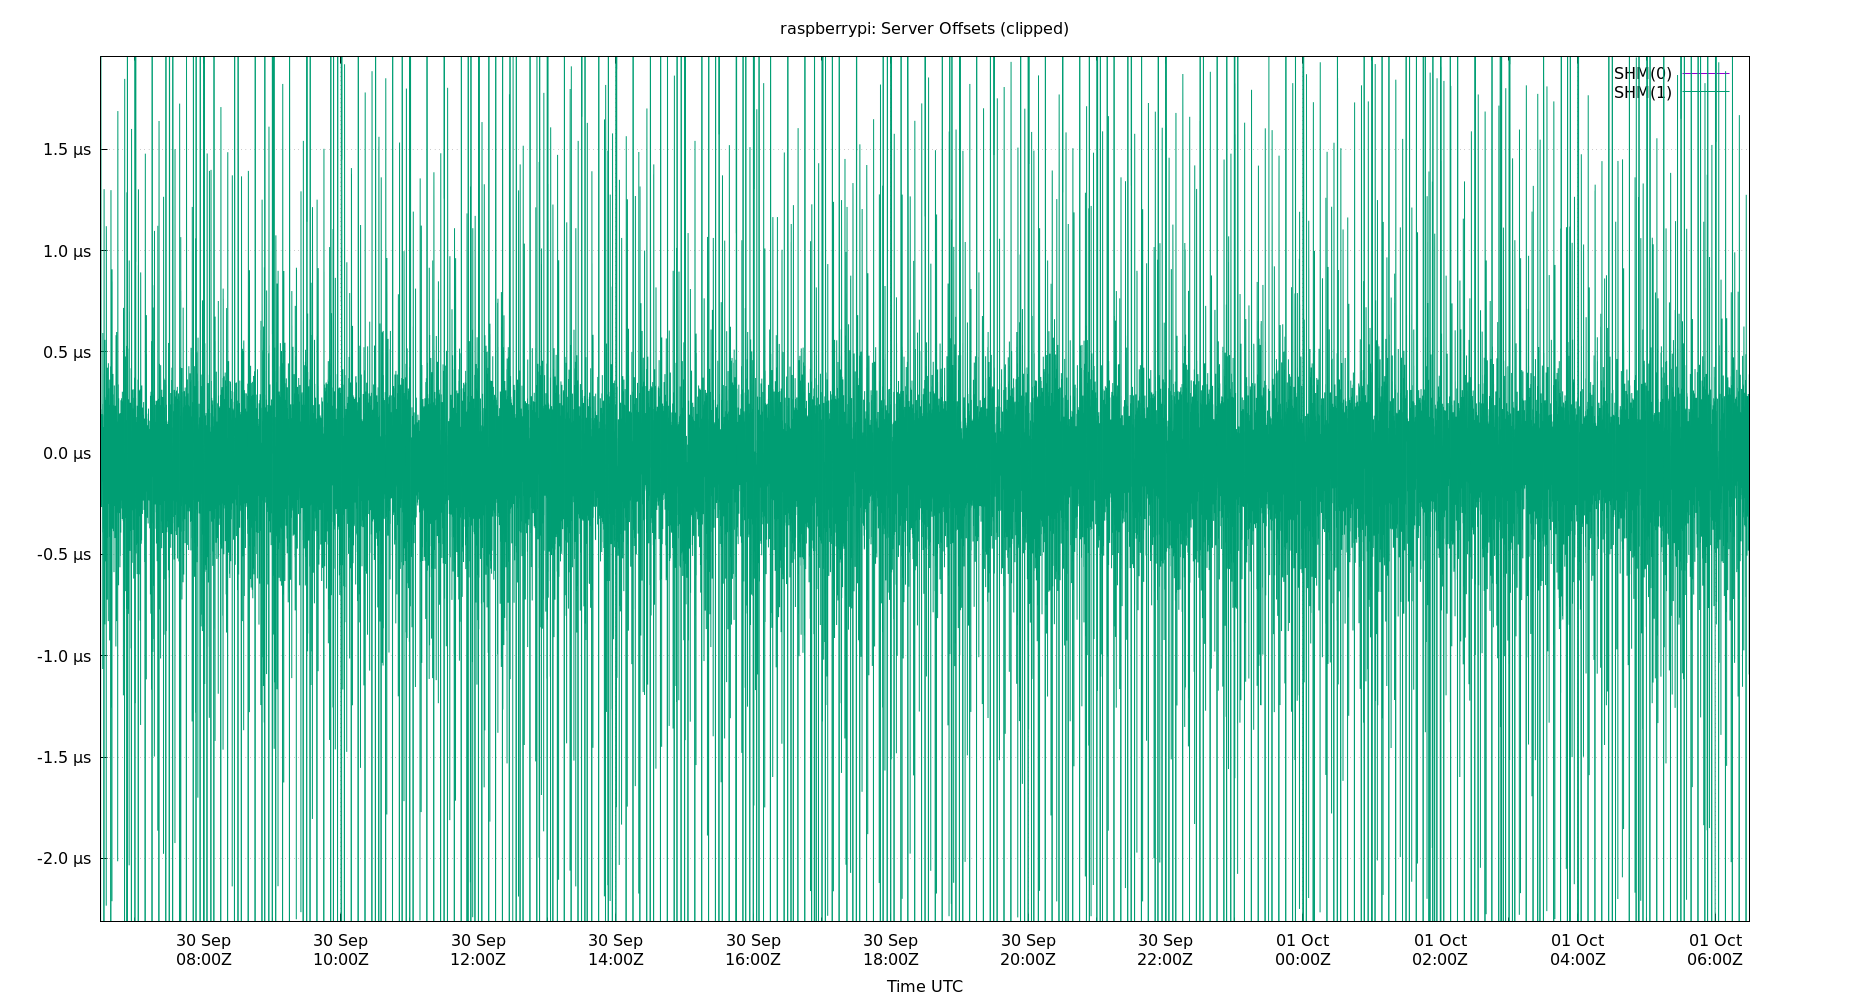 raspberrypi: Server Offsets (clipped)
SHM(0)
SHM(1)
1.5 µs
1.0 µs
0.5 µs
0.0 µs
-0.5 µs
-1.0 µs
-1.5 µs
-2.0 µs
30 Sep 30 Sep 30 Sep 30 Sep 30 Sep 30 Sep 30 Sep 30 Sep 01 Oct 01 Oct 01 Oct 01 Oct
08:00Z 10:00Z 12:00Z 14:00Z 16:00Z 18:00Z 20:00Z 22:00Z 00:00Z 02:00Z 04:00Z 06:00Z
Time UTC